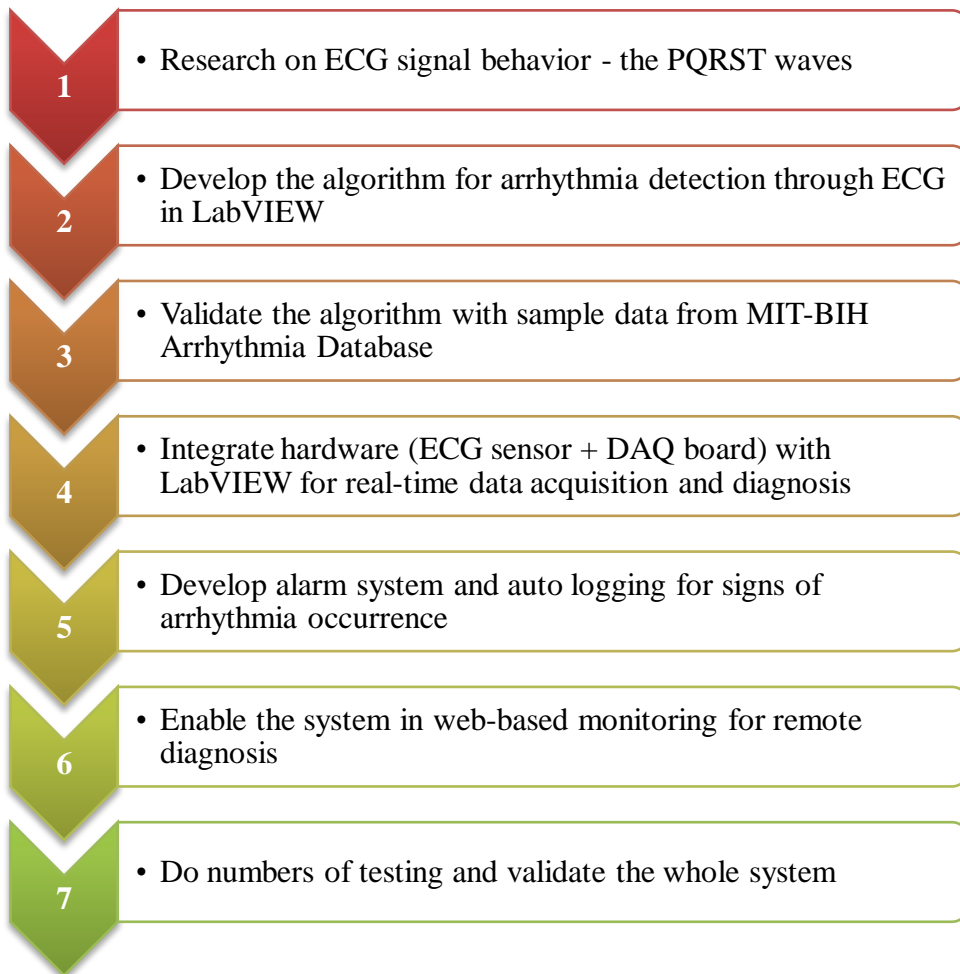 1
• Research on ECG signal behavior - the PQRST waves
2
• Develop the algorithm for arrhythmia detection through ECG
in LabVIEW
3
• Validate the algorithm with sample data from MIT-BIH
Arrhythmia Database
4
• Integrate hardware (ECG sensor + DAQ board) with
LabVIEW for real-time data acquisition and diagnosis
5
• Develop alarm system and auto logging for signs of
arrhythmia occurrence
6
• Enable the system in web-based monitoring for remote
diagnosis
7
• Do numbers of testing and validate the whole system